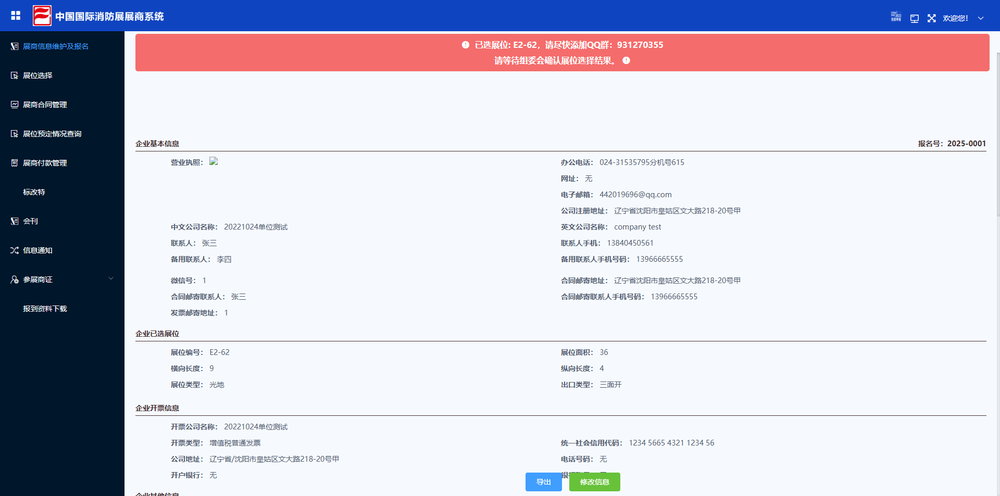 中国国际消防展展商系统
欢迎您!
展商信息维护及报名
展位选择
展商合同管理
展位预定情况查询
展商付款管理
标改特
会刊
信息通知
参展商证
报到资料下载
已选展位: E2-62，请尽快添加QQ群：931270355
请等待组委会确认展位选择结果。
企业基本信息
报名号：2025-0001
营业执照：
办公电话： 024-31535795分机号615
网址： 无
电子邮箱： 442019696@qq.com
公司注册地址： 辽宁省沈阳市皇姑区文大路218-20号甲
中文公司名称： 20221024单位测试
英文公司名称： company test
联系人： 张三
联系人手机： 13840450561
备用联系人： 李四
备用联系人手机号码： 13966665555
微信号： 1
合同邮寄地址： 辽宁省沈阳市皇姑区文大路218-20号甲
合同邮寄联系人： 张三
合同邮寄联系人手机号码： 13966665555
发票邮寄地址： 1
企业已选展位
展位编号： E2-62
展位面积： 36
横向长度： 9
纵向长度： 4
展位类型： 光地
出口类型： 三面开
企业开票信息
开票公司名称： 20221024单位测试
开票类型： 增值税普通发票
统一社会信用代码： 1234 5665 4321 1234 56
公司地址： 辽宁省/沈阳市皇姑区文大路218-20号甲
电话号码： 无
开户银行： 无
导出
修改信息
企业其他信息